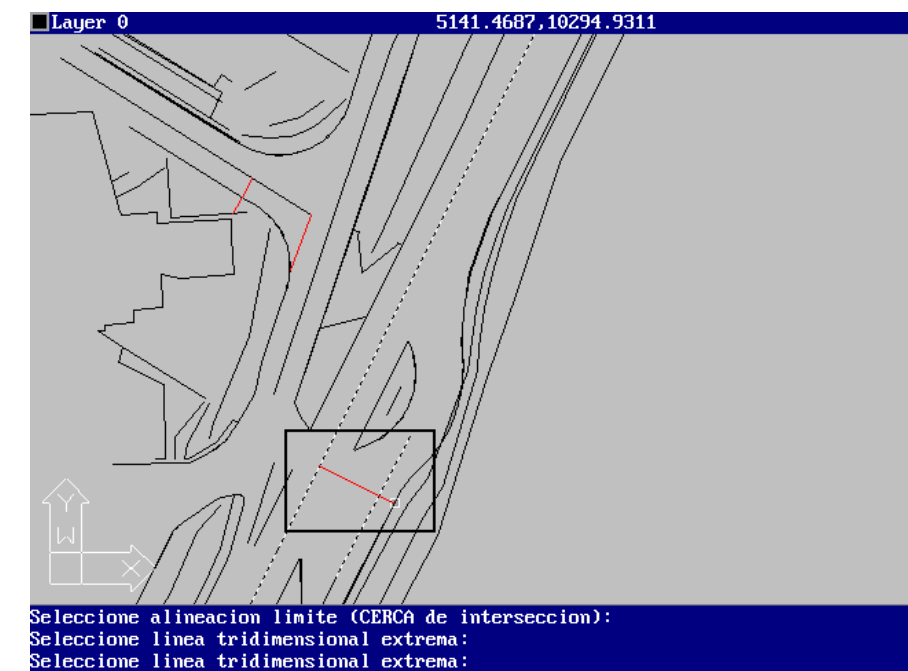 Layer 0
5141.4687,10294.9311
Y
W
X
Seleccione alineacion limite (CERCA de interseccion):
Seleccione linea tridimensional extrema:
Seleccione linea tridimensional extrema: